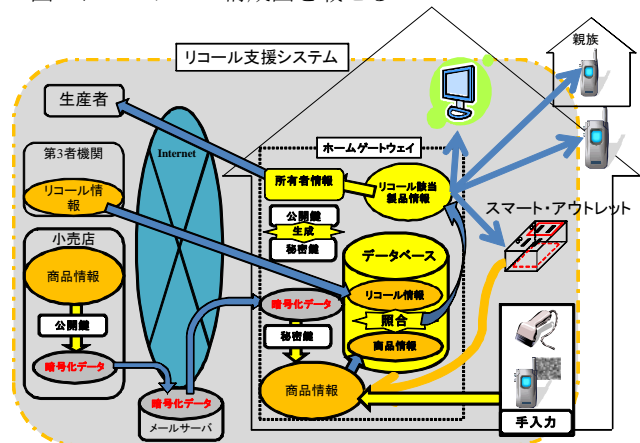 リコール支援システム
親族
生産者
ホームゲートウェイ
第3者機関
Internet
所有者情報
リコール該当
製品情報
リコール情
報
スマート・アウトレット
公開鍵
生成
秘密鍵
小売店
データベース
商品情報
リコール情報
暗号化データ
照合
公開鍵
秘密鍵
商品情報
暗号化データ
商品情報
暗号化データ
手入力
メールサーバ